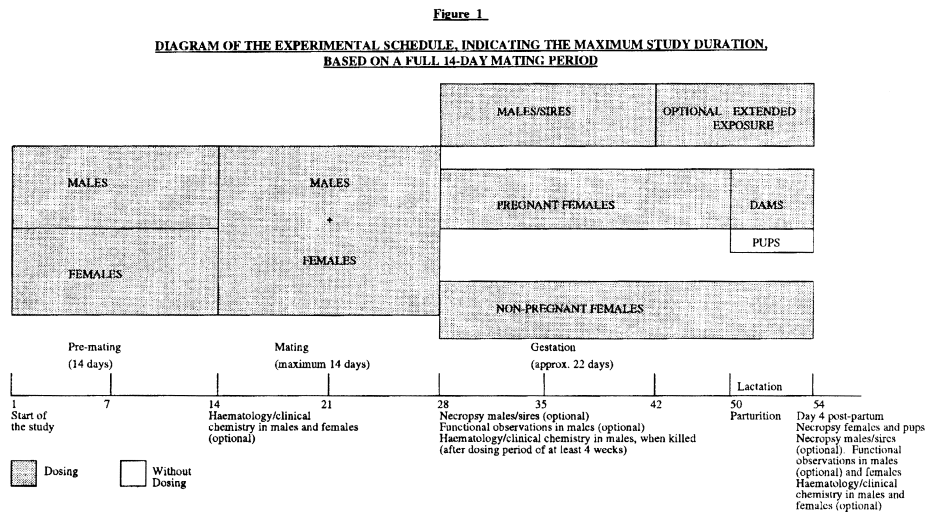 Figure 1
DIAGRAM OF THE EXPERIMENTAL SCHEDULE, INDICATING THE MAXIMUM STUDY DURATION,
BASED ON A FULL 14-DAY MATING PERIOD
MALES/SIRES
OPTIONAL EXTENDED
EXPOSURE
MALES
MALES
+
FEMALES
FEMALES
PREGNANT FEMALES
DAMS
PUPS
NON-PREGNANT FEMALES
Pre-mating
(14 days)
Mating
(maximum 14 days)
Gestation
(approx. 22 days)
Lactation
1 7 14 21 28 35 42 50 54
Start of
the study
Haematology/clinical
chemistry in males and females
(optional)
Necropsy males/sires (optional)
Functional observations in males (optional)
Haematology/clinical chemistry in males, when killed
(after dosing period of at least 4 weeks)
Parturition
Day 4 post-partum
Necropsy females and pups
Necropsy males/sires
(optional). Functional
observations in males
(optional) and females
Haematology/clinical
chemistry in males and
females (optional)
Dosing
Without
Dosing